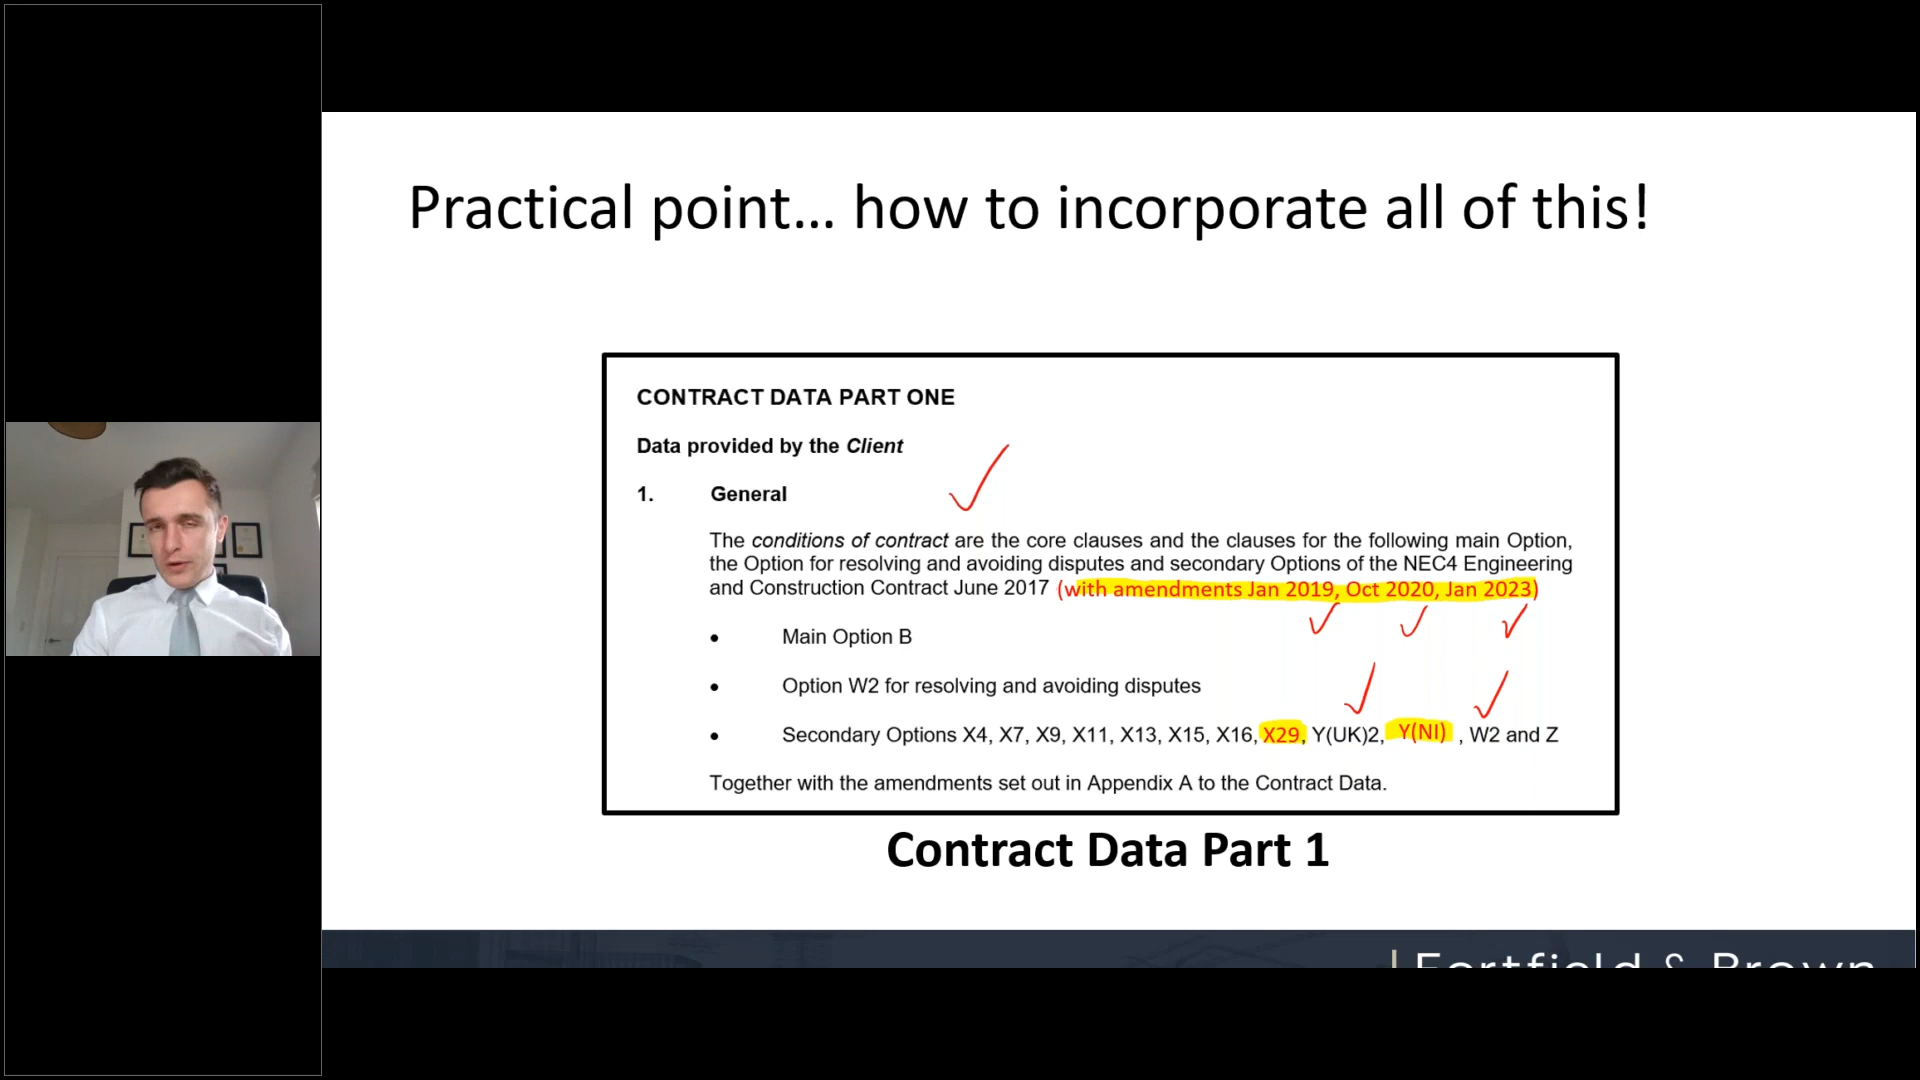 Practical point... how to incorporate all of this!
CONTRACT DATA PART ONE
Data provided by the Client
1. General
The conditions of contract are the core clauses and the clauses for the following main Option,
the Option for resolving and avoiding disputes and secondary Options of the NEC4 Engineering
and Construction Contract June 2017 (with amendments Jan 2019, Oct 2020, Jan 2023)
• Main Option B
• Option W2 for resolving and avoiding disputes
• Secondary Options X4, X7, X9, X11, X13, X15, X16, X29, Y(UK)2, Y(NI) , W2 and Z
Together with the amendments set out in Appendix A to the Contract Data.
Contract Data Part 1
Fortfield & Brown